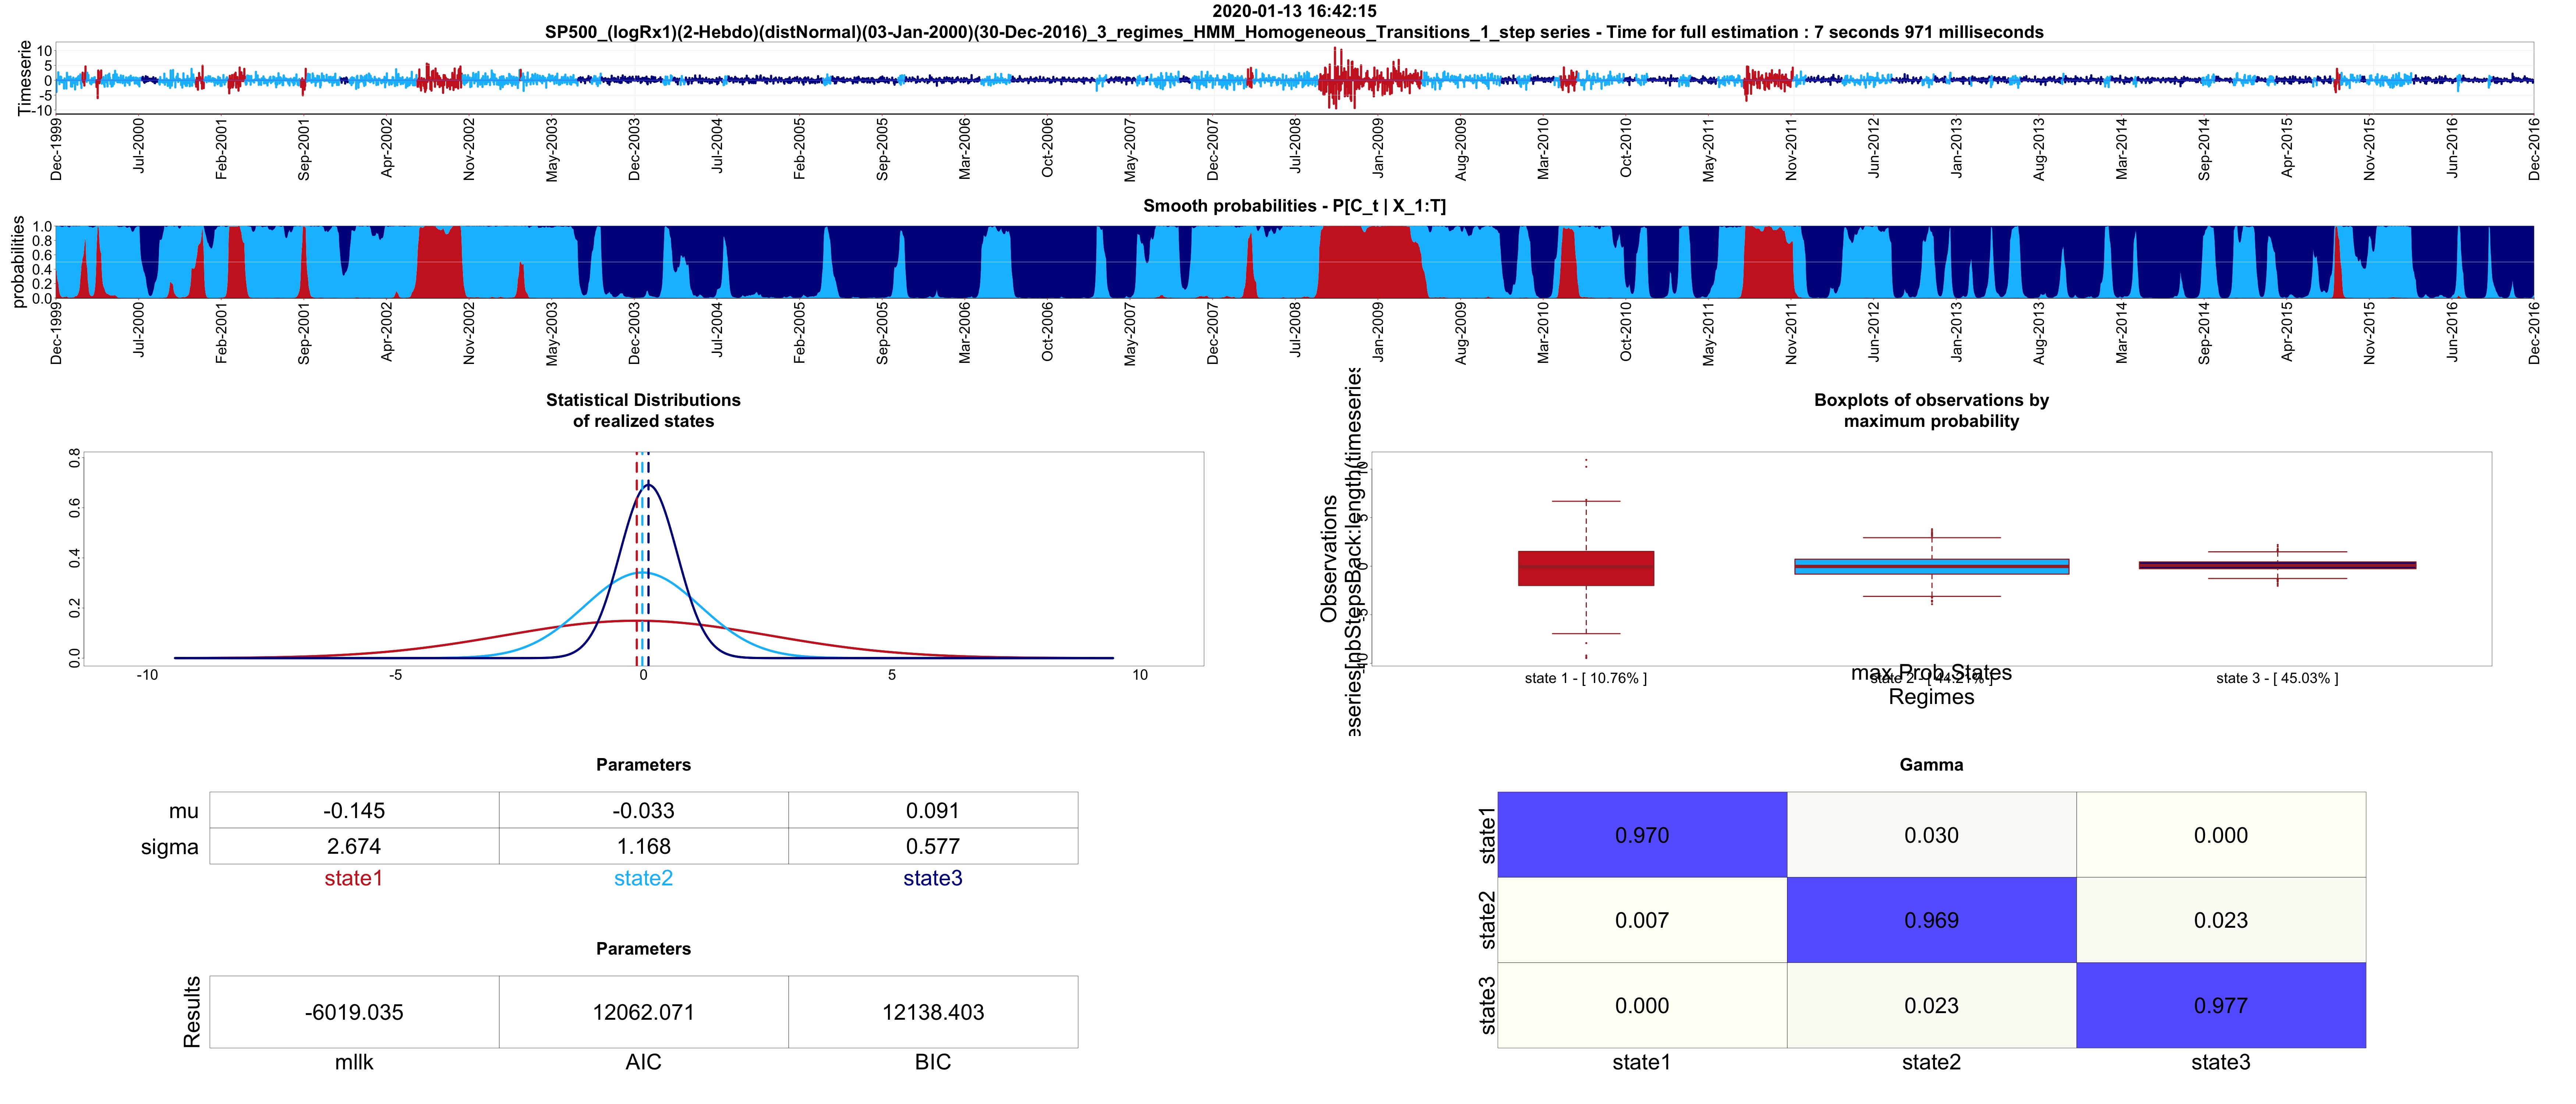 2020-01-13 16:42:15
SP500_(logRx1)(2-Hebdo)(distNormal)(03-Jan-2000)(30-Dec-2016)_3_regimes_HMM_Homogeneous_Transitions_1_step series - Time for full estimation : 7 seconds 971 milliseconds
Timeserie
10
5
0
-5
-10
Dec-1999 Jul-2000 Feb-2001 Sep-2001 Apr-2002 Nov-2002 May-2003 Dec-2003 Jul-2004 Feb-2005 Sep-2005 Mar-2006 Oct-2006 May-2007 Dec-2007 Jul-2008 Jan-2009 Aug-2009 Mar-2010 Oct-2010 May-2011 Nov-2011 Jun-2012 Jan-2013 Aug-2013 Mar-2014 Sep-2014 Apr-2015 Nov-2015 Jun-2016 Dec-2016
Smooth probabilities - P[C_t | X_1:T]
probabilities
1.0
0.8
0.6
0.4
0.2
0.0
Dec-1999 Jul-2000 Feb-2001 Sep-2001 Apr-2002 Nov-2002 May-2003 Dec-2003 Jul-2004 Feb-2005 Sep-2005 Mar-2006 Oct-2006 May-2007 Dec-2007 Jul-2008 Jan-2009 Aug-2009 Mar-2010 Oct-2010 May-2011 Nov-2011 Jun-2012 Jan-2013 Aug-2013 Mar-2014 Sep-2014 Apr-2015 Nov-2015 Jun-2016 Dec-2016
Statistical Distributions
of realized states
0.8
0.6
0.4
0.2
0.0
-10 -5 0 5 10
Boxplots of observations by
maximum probability
Observations
eseries[nbStepsBack:length(timeseries
10
5
0
-5
-10
state 1 - [ 10.76% ] state 2 - [ 44.21% ] state 3 - [ 45.03% ]
max.Prob.States
Regimes
Parameters
mu -0.145 -0.033 0.091
sigma 2.674 1.168 0.577
state1 state2 state3
Parameters
Results -6019.035 12062.071 12138.403
mllk AIC BIC
Gamma
state1 0.970 0.030 0.000
state2 0.007 0.969 0.023
state3 0.000 0.023 0.977
state1 state2 state3